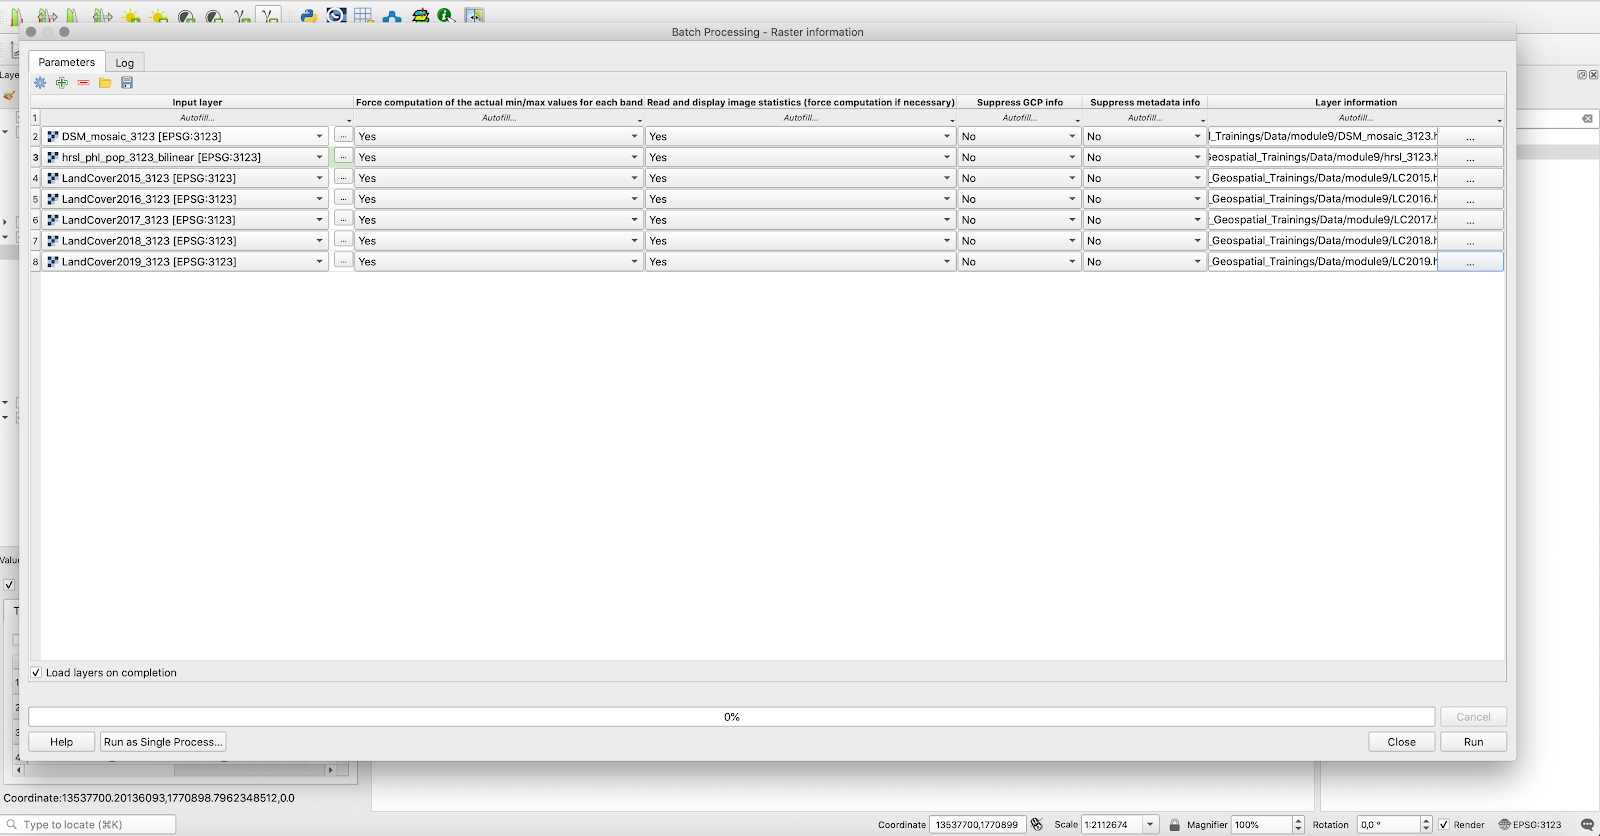 Batch Processing - Raster information
Parameters
Log
Input layer Force computation of the actual min/max values for each band Read and display image statistics (force computation if necessary) Suppress GCP info Suppress metadata info Layer information
1 Autofill... Autofill... Autofill... Autofill... Autofill... Autofill...
2 DSM_mosaic_3123 [EPSG:3123] ... Yes Yes No No l_Trainings/Data/module9/DSM_mosaic_3123.h ...
3 hrsl_phl_pop_3123_bilinear [EPSG:3123] ... Yes Yes No No Geospatial_Trainings/Data/module9/hrsl_3123.h ...
4 LandCover2015_3123 [EPSG:3123] ... Yes Yes No No _Geospatial_Trainings/Data/module9/LC2015.h ...
5 LandCover2016_3123 [EPSG:3123] ... Yes Yes No No _Geospatial_Trainings/Data/module9/LC2016.h ...
6 LandCover2017_3123 [EPSG:3123] ... Yes Yes No No _Geospatial_Trainings/Data/module9/LC2017.h ...
7 LandCover2018_3123 [EPSG:3123] ... Yes Yes No No _Geospatial_Trainings/Data/module9/LC2018.h ...
8 LandCover2019_3123 [EPSG:3123] ... Yes Yes No No _Geospatial_Trainings/Data/module9/LC2019.h ...
Laye
Value
T
1
2
3
4
Load layers on completion
0%
Cancel
Help Run as Single Process... Close Run
Coordinate:13537700.20136093,1770898.7962348512,0.0
Type to locate (⌘K) Coordinate 13537700,1770899 Scale 1:2112674 Magnifier 100% Rotation 0,0 ° Render EPSG:3123